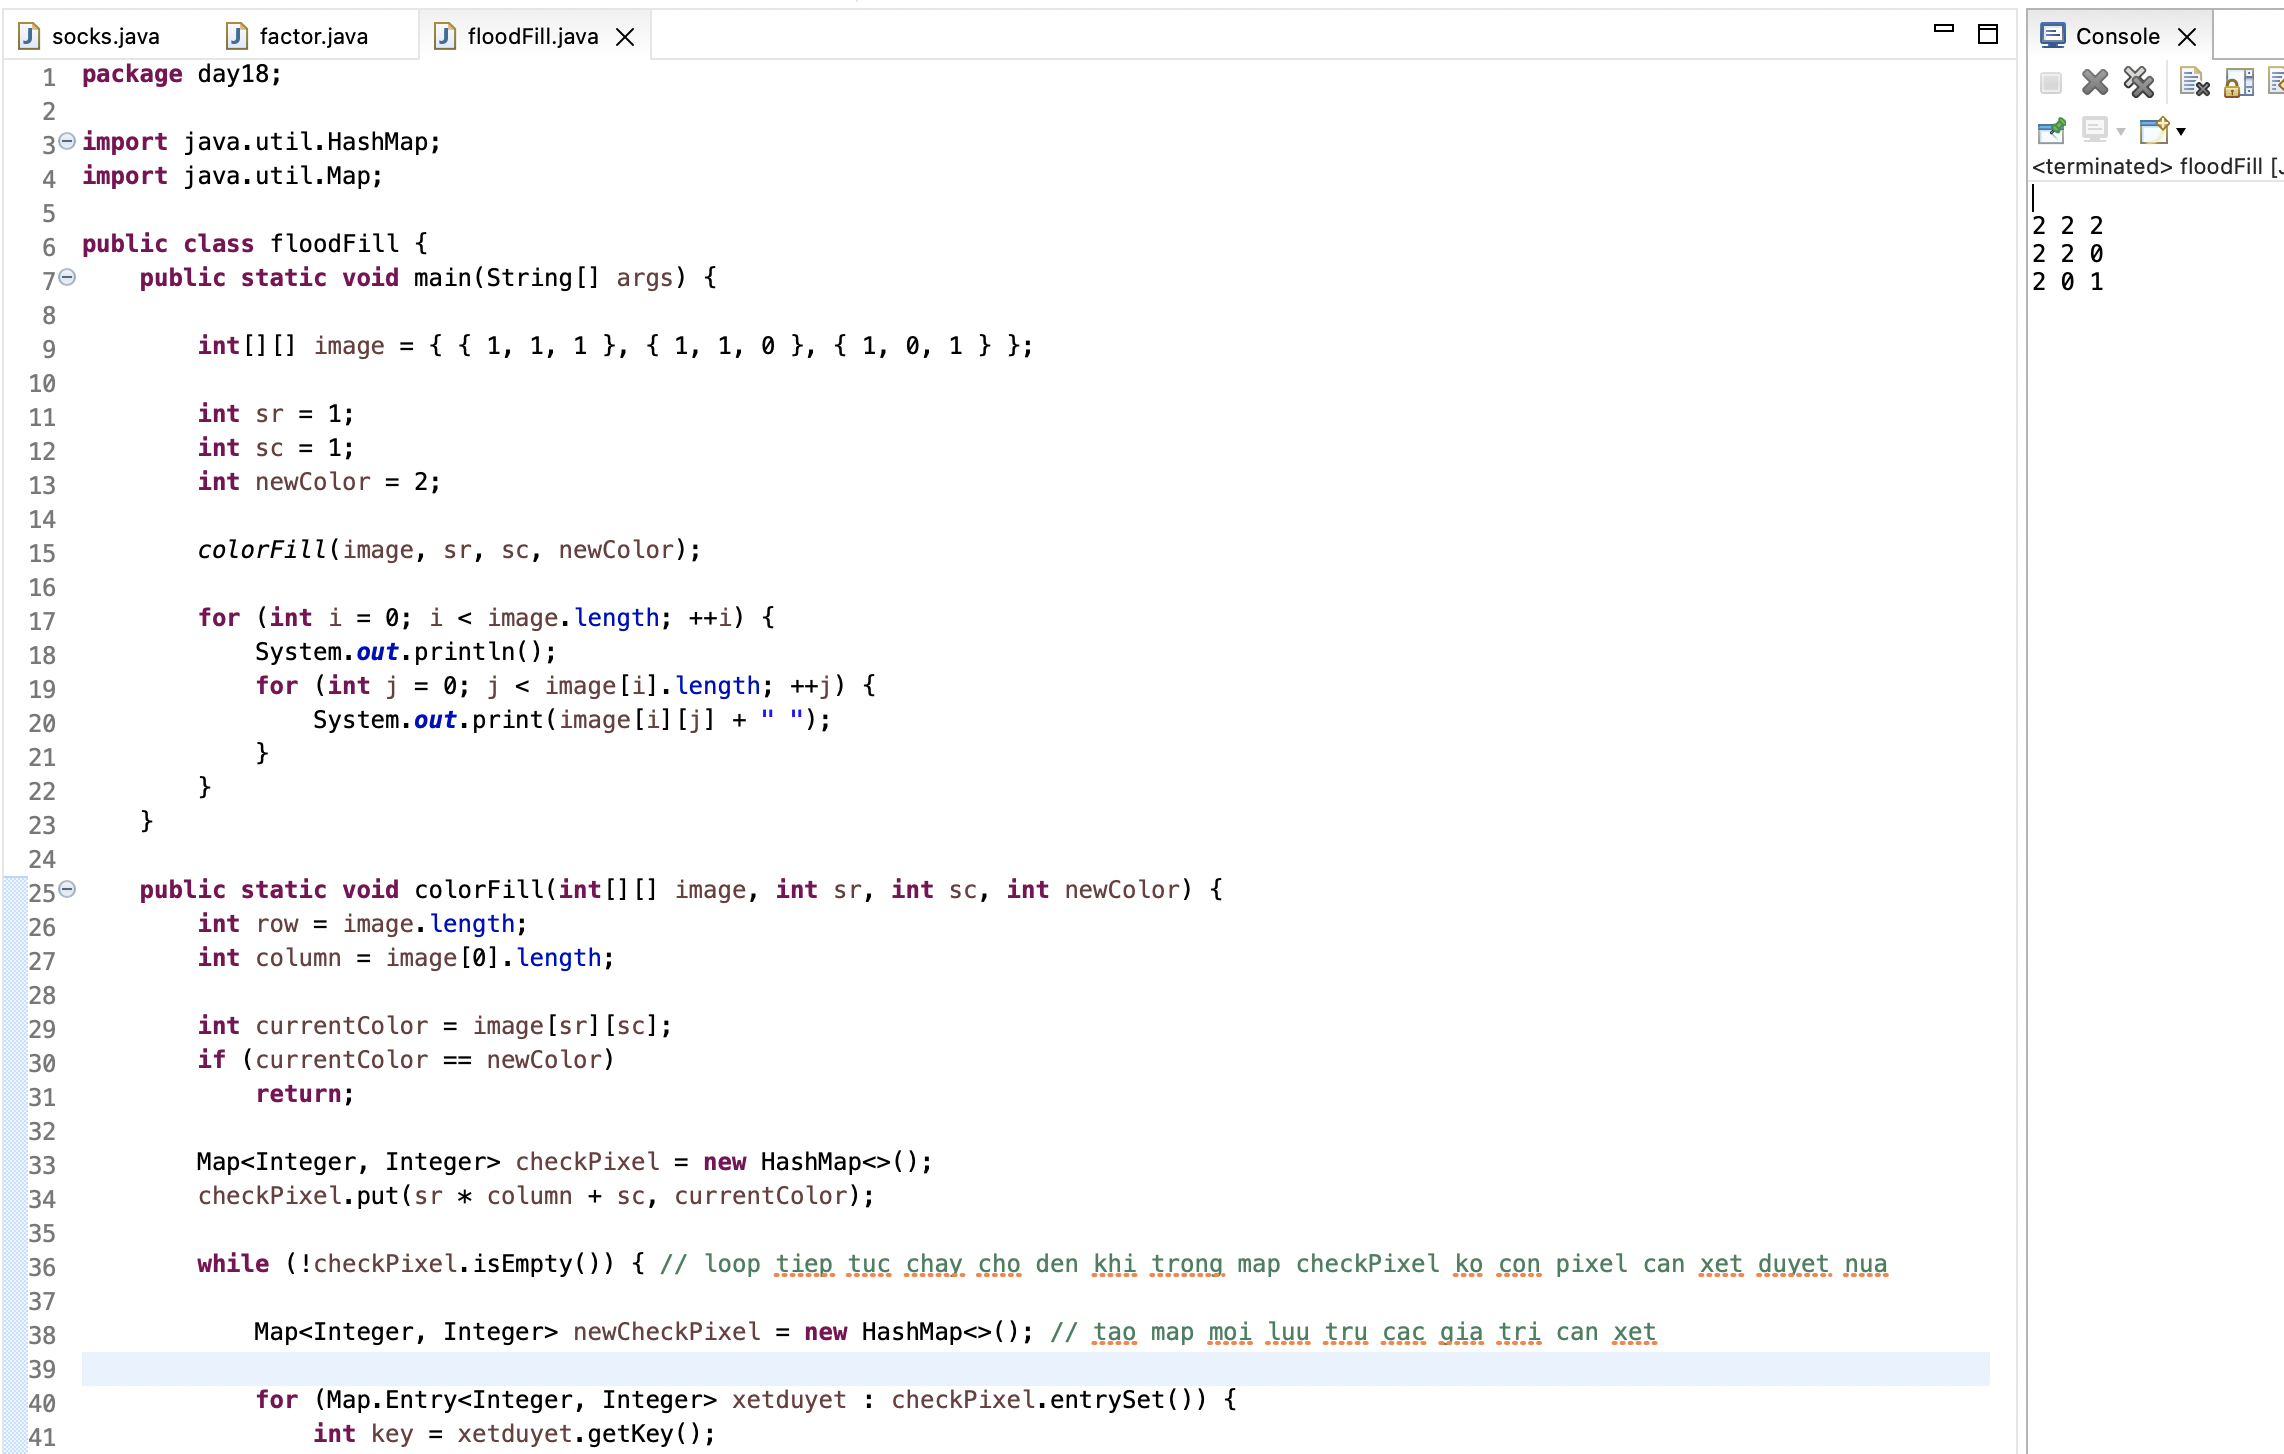 socks.java factor.java floodFill.java
1 package day18;
2
3 import java.util.HashMap;
4 import java.util.Map;
5
6 public class floodFill {
7     public static void main(String[] args) {
8
9         int[][] image = { { 1, 1, 1 }, { 1, 1, 0 }, { 1, 0, 1 } };
10
11         int sr = 1;
12         int sc = 1;
13         int newColor = 2;
14
15         colorFill(image, sr, sc, newColor);
16
17         for (int i = 0; i < image.length; ++i) {
18             System.out.println();
19             for (int j = 0; j < image[i].length; ++j) {
20                 System.out.print(image[i][j] + " ");
21             }
22         }
23     }
24
25     public static void colorFill(int[][] image, int sr, int sc, int newColor) {
26         int row = image.length;
27         int column = image[0].length;
28
29         int currentColor = image[sr][sc];
30         if (currentColor == newColor)
31             return;
32
33         Map<Integer, Integer> checkPixel = new HashMap<>();
34         checkPixel.put(sr * column + sc, currentColor);
35
36         while (!checkPixel.isEmpty()) { // loop tiep tuc chay cho den khi trong map checkPixel ko con pixel can xet duyet nua
37
38             Map<Integer, Integer> newCheckPixel = new HashMap<>(); // tao map moi luu tru cac gia tri can xet
39
40             for (Map.Entry<Integer, Integer> xetduyet : checkPixel.entrySet()) {
41                 int key = xetduyet.getKey();
Console
<terminated> floodFill [J
2 2 2
2 2 0
2 0 1